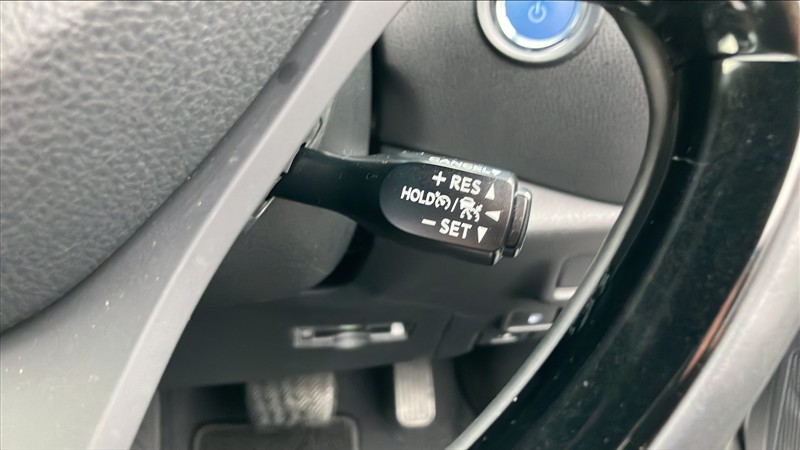 CANCEL▼
+ RES ▲
HOLD / ◀
− SET ▼